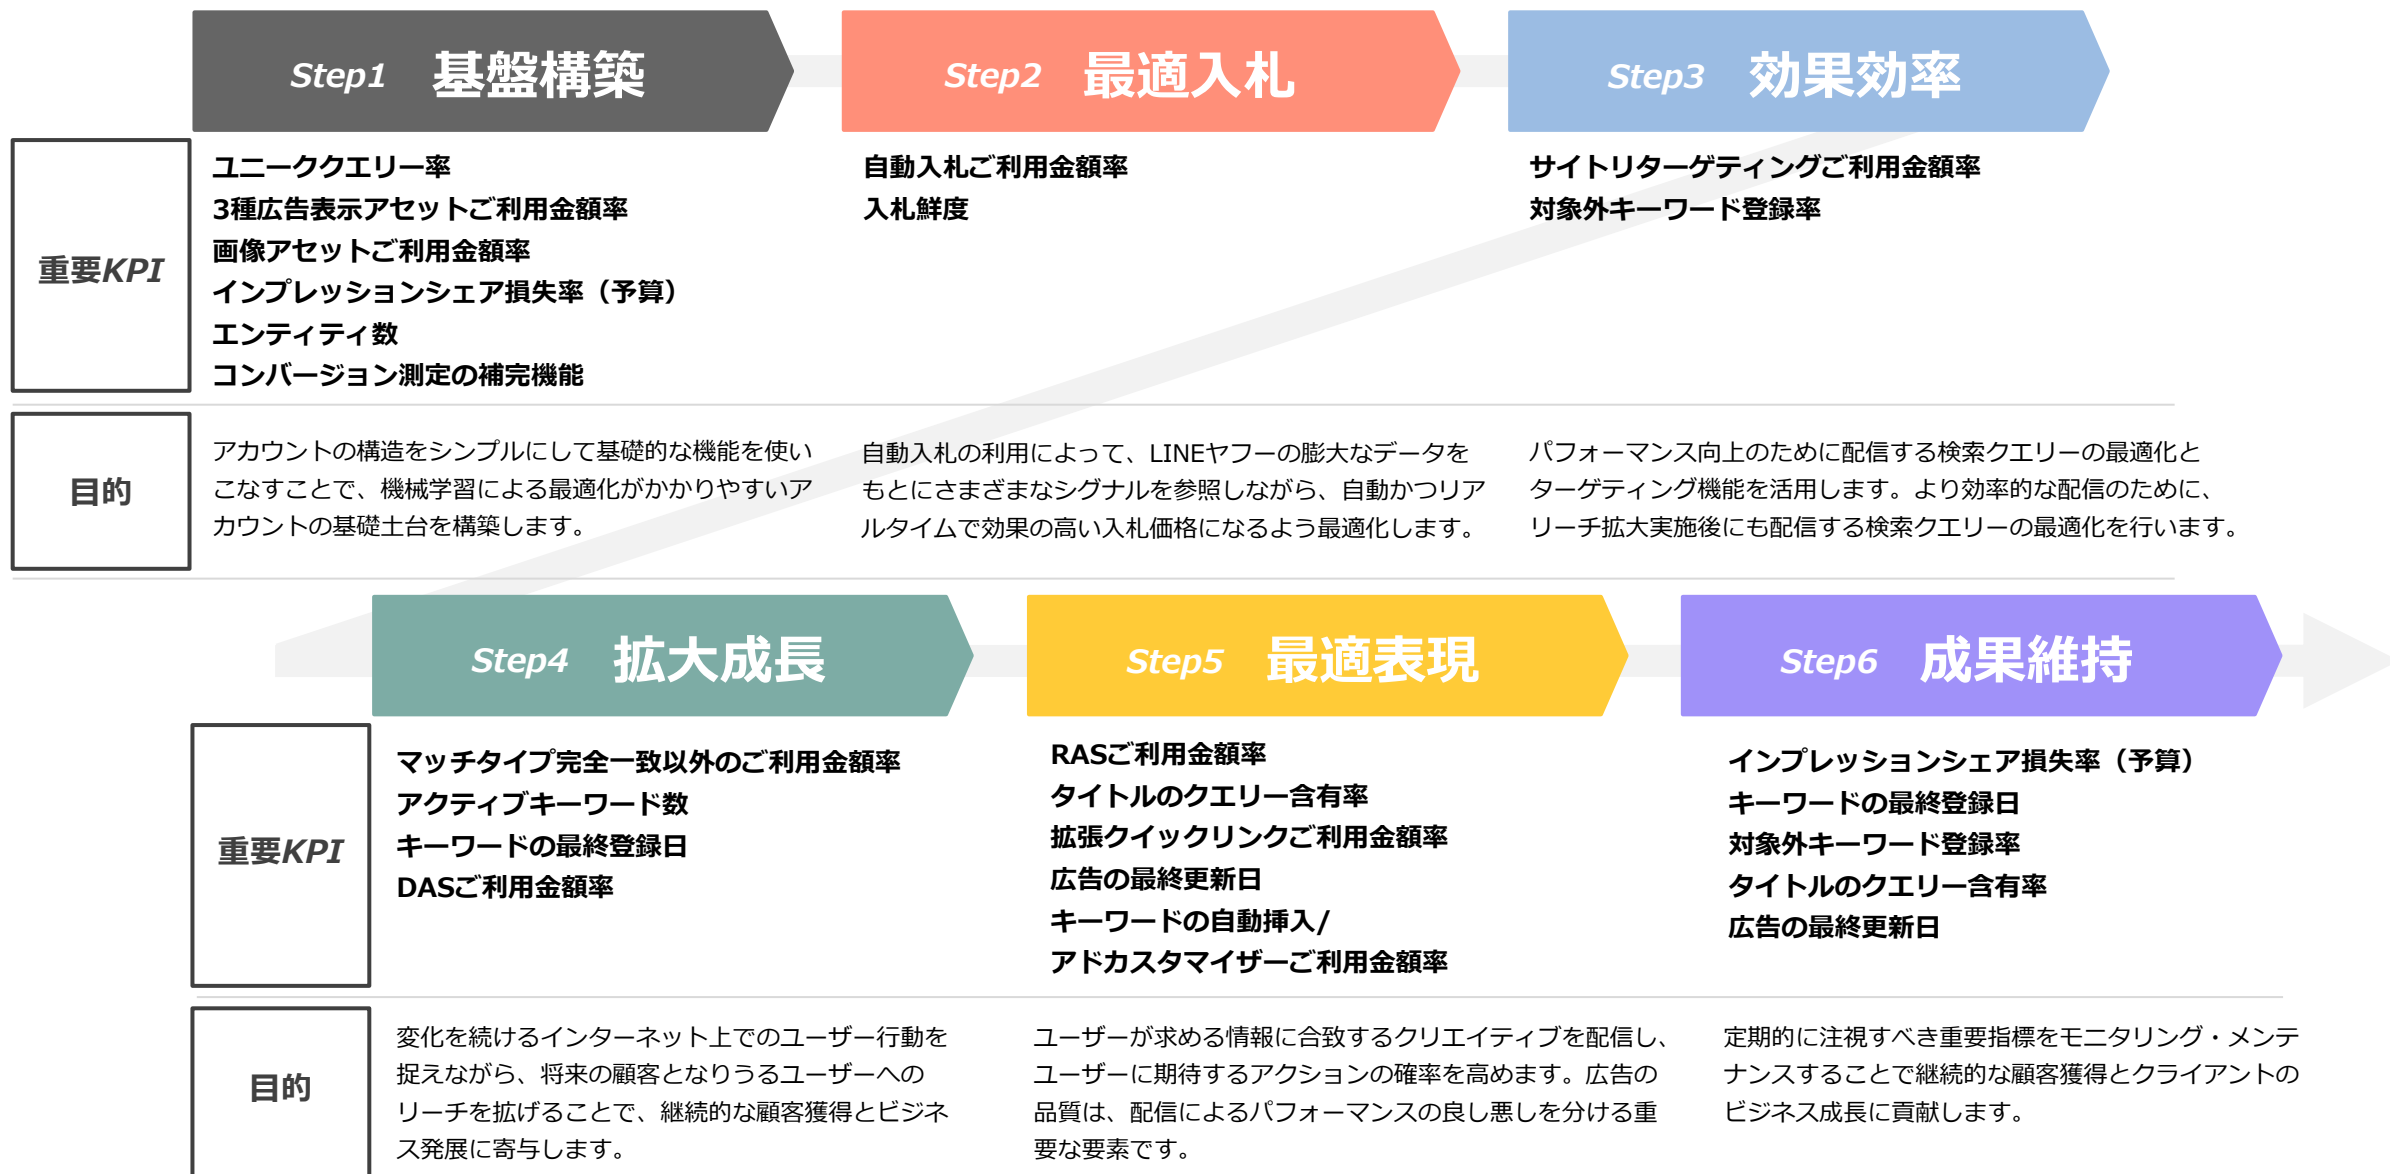 Step1 基盤構築
Step2 最適入札
Step3 効果効率
重要KPI
ユニーククエリー率
3種広告表示アセットご利用金額率
画像アセットご利用金額率
インプレッションシェア損失率（予算）
エンティティ数
コンバージョン測定の補完機能
自動入札ご利用金額率
入札鮮度
サイトリターゲティングご利用金額率
対象外キーワード登録率
目的
アカウントの構造をシンプルにして基礎的な機能を使い
こなすことで、機械学習による最適化がかかりやすいア
カウントの基礎土台を構築します。
自動入札の利用によって、LINEヤフーの膨大なデータを
もとにさまざまなシグナルを参照しながら、自動かつリア
ルタイムで効果の高い入札価格になるよう最適化します。
パフォーマンス向上のために配信する検索クエリーの最適化と
ターゲティング機能を活用します。より効率的な配信のために、
リーチ拡大実施後にも配信する検索クエリーの最適化を行います。
Step4 拡大成長
Step5 最適表現
Step6 成果維持
重要KPI
マッチタイプ完全一致以外のご利用金額率
アクティブキーワード数
キーワードの最終登録日
DASご利用金額率
RASご利用金額率
タイトルのクエリー含有率
拡張クイックリンクご利用金額率
広告の最終更新日
キーワードの自動挿入/
アドカスタマイザーご利用金額率
インプレッションシェア損失率（予算）
キーワードの最終登録日
対象外キーワード登録率
タイトルのクエリー含有率
広告の最終更新日
目的
変化を続けるインターネット上でのユーザー行動を
捉えながら、将来の顧客となりうるユーザーへの
リーチを拡げることで、継続的な顧客獲得とビジネ
ス発展に寄与します。
ユーザーが求める情報に合致するクリエイティブを配信し、
ユーザーに期待するアクションの確率を高めます。広告の
品質は、配信によるパフォーマンスの良し悪しを分ける重
要な要素です。
定期的に注視すべき重要指標をモニタリング・メンテ
ナンスすることで継続的な顧客獲得とクライアントの
ビジネス成長に貢献します。